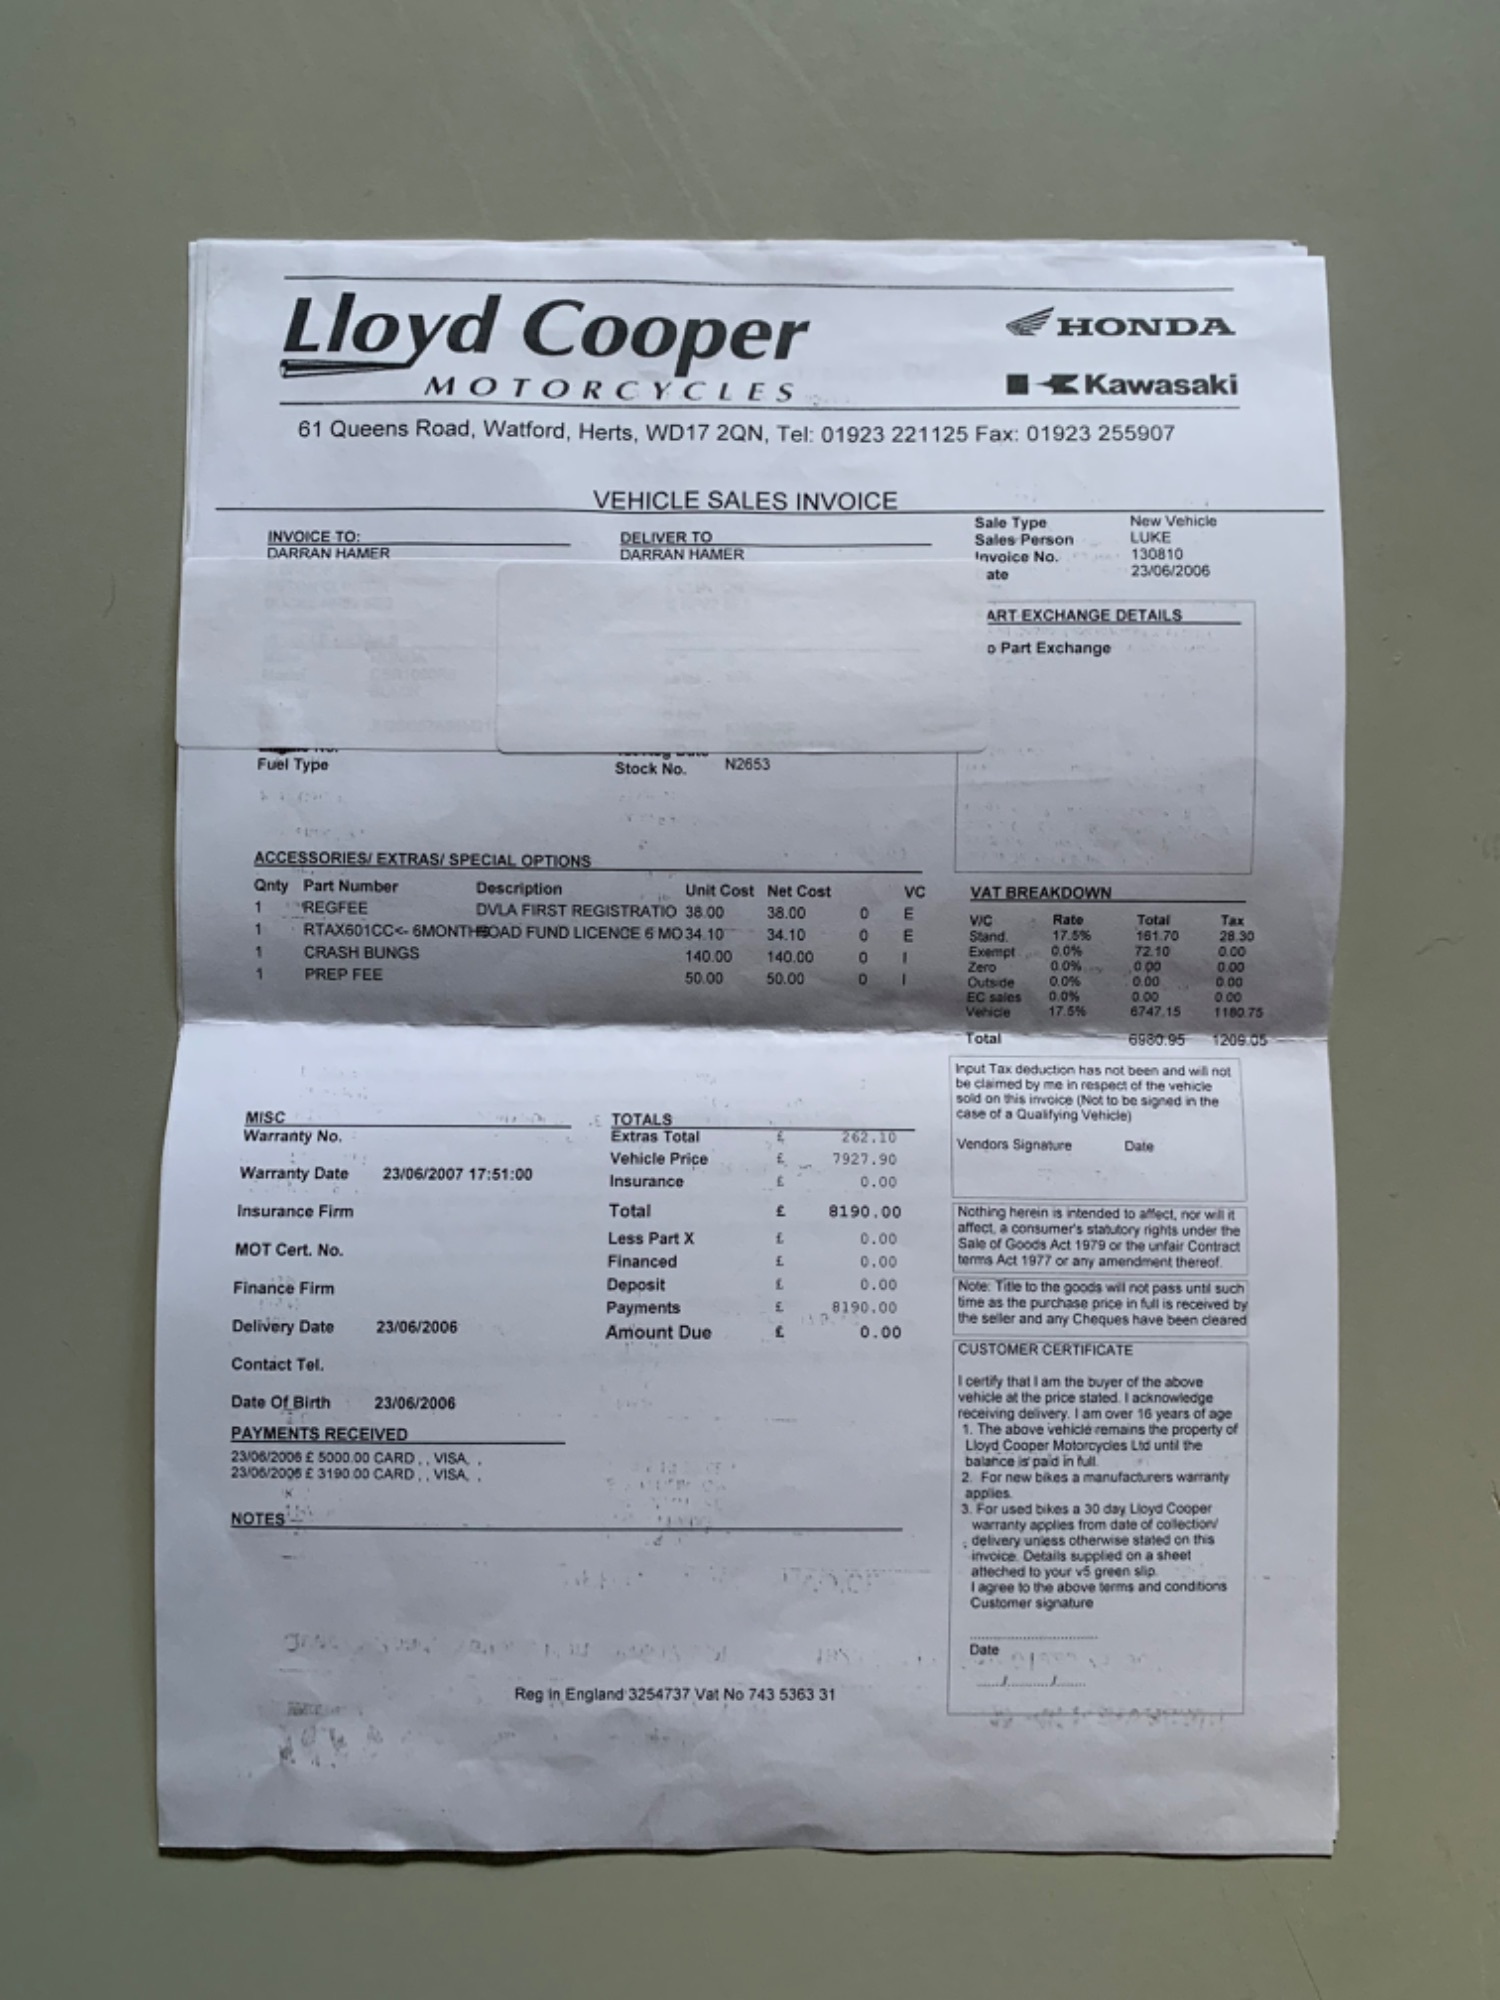 Lloyd Cooper
MOTORCYCLES
HONDA
Kawasaki
61 Queens Road, Watford, Herts, WD17 2QN, Tel: 01923 221125 Fax: 01923 255907
VEHICLE SALES INVOICE
INVOICE TO:
DARRAN HAMER
DELIVER TO
DARRAN HAMER
Sale Type New Vehicle
Sales Person LUKE
Invoice No. 130810
ate 23/06/2006
ART EXCHANGE DETAILS
o Part Exchange
Fuel Type
Stock No. N2653
ACCESSORIES/ EXTRAS/ SPECIAL OPTIONS
Qnty Part Number Description Unit Cost Net Cost VC
1 REGFEE DVLA FIRST REGISTRATIO 38.00 38.00 0 E
1 RTAX601CC<- 6MONTH OAD FUND LICENCE 6 MO 34.10 34.10 0 E
1 CRASH BUNGS 140.00 140.00 0 I
1 PREP FEE 50.00 50.00 0 I
VAT BREAKDOWN
V/C Rate Total Tax
Stand. 17.5% 161.70 28.30
Exempt 0.0% 72.10 0.00
Zero 0.0% 0.00 0.00
Outside 0.0% 0.00 0.00
EC sales 0.0% 0.00 0.00
Vehicle 17.5% 6747.15 1180.75
Total 6980.95 1209.05
Input Tax deduction has not been and will not
be claimed by me in respect of the vehicle
sold on this invoice (Not to be signed in the
case of a Qualifying Vehicle)
Vendors Signature Date
MISC
Warranty No.
Warranty Date 23/06/2007 17:51:00
Insurance Firm
MOT Cert. No.
Finance Firm
Delivery Date 23/06/2006
Contact Tel.
Date Of Birth 23/06/2006
TOTALS
Extras Total £ 262.10
Vehicle Price £ 7927.90
Insurance £ 0.00
Total £ 8190.00
Less Part X £ 0.00
Financed £ 0.00
Deposit £ 0.00
Payments £ 8190.00
Amount Due £ 0.00
Nothing herein is intended to affect, nor will it
affect, a consumer's statutory rights under the
Sale of Goods Act 1979 or the unfair Contract
terms Act 1977 or any amendment thereof.
Note: Title to the goods will not pass until such
time as the purchase price in full is received by
the seller and any Cheques have been cleared
PAYMENTS RECEIVED
23/06/2006 £ 5000.00 CARD , , VISA, ,
23/06/2006 £ 3190.00 CARD , , VISA, ,
NOTES
CUSTOMER CERTIFICATE
I certify that I am the buyer of the above
vehicle at the price stated. I acknowledge
receiving delivery. I am over 16 years of age
1. The above vehicle remains the property of
Lloyd Cooper Motorcycles Ltd until the
balance is paid in full.
2. For new bikes a manufacturers warranty
applies.
3. For used bikes a 30 day Lloyd Cooper
warranty applies from date of collection/
delivery unless otherwise stated on this
invoice. Details supplied on a sheet
atteched to your v5 green slip.
I agree to the above terms and conditions
Customer signature
Date
Reg in England 3254737 Vat No 743 5363 31